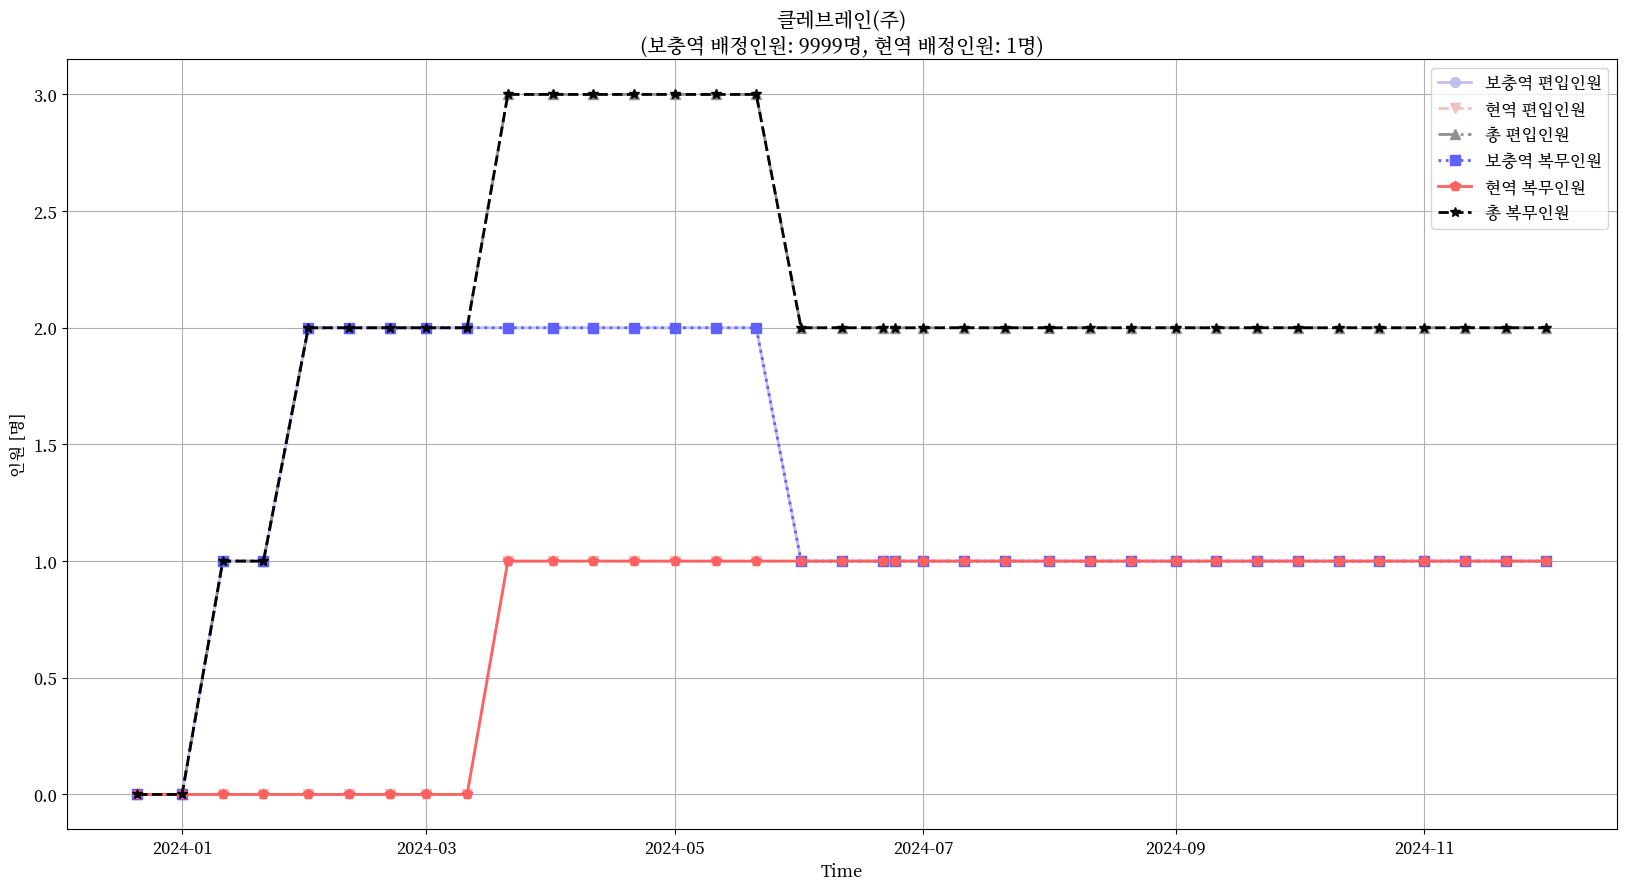 클레브레인(주)
(보충역 배정인원: 9999명, 현역 배정인원: 1명)
보충역 편입인원
현역 편입인원
총 편입인원
보충역 복무인원
현역 복무인원
총 복무인원
인원 [명]
3.0
2.5
2.0
1.5
1.0
0.5
0.0
2024-01
2024-03
2024-05
2024-07
2024-09
2024-11
Time